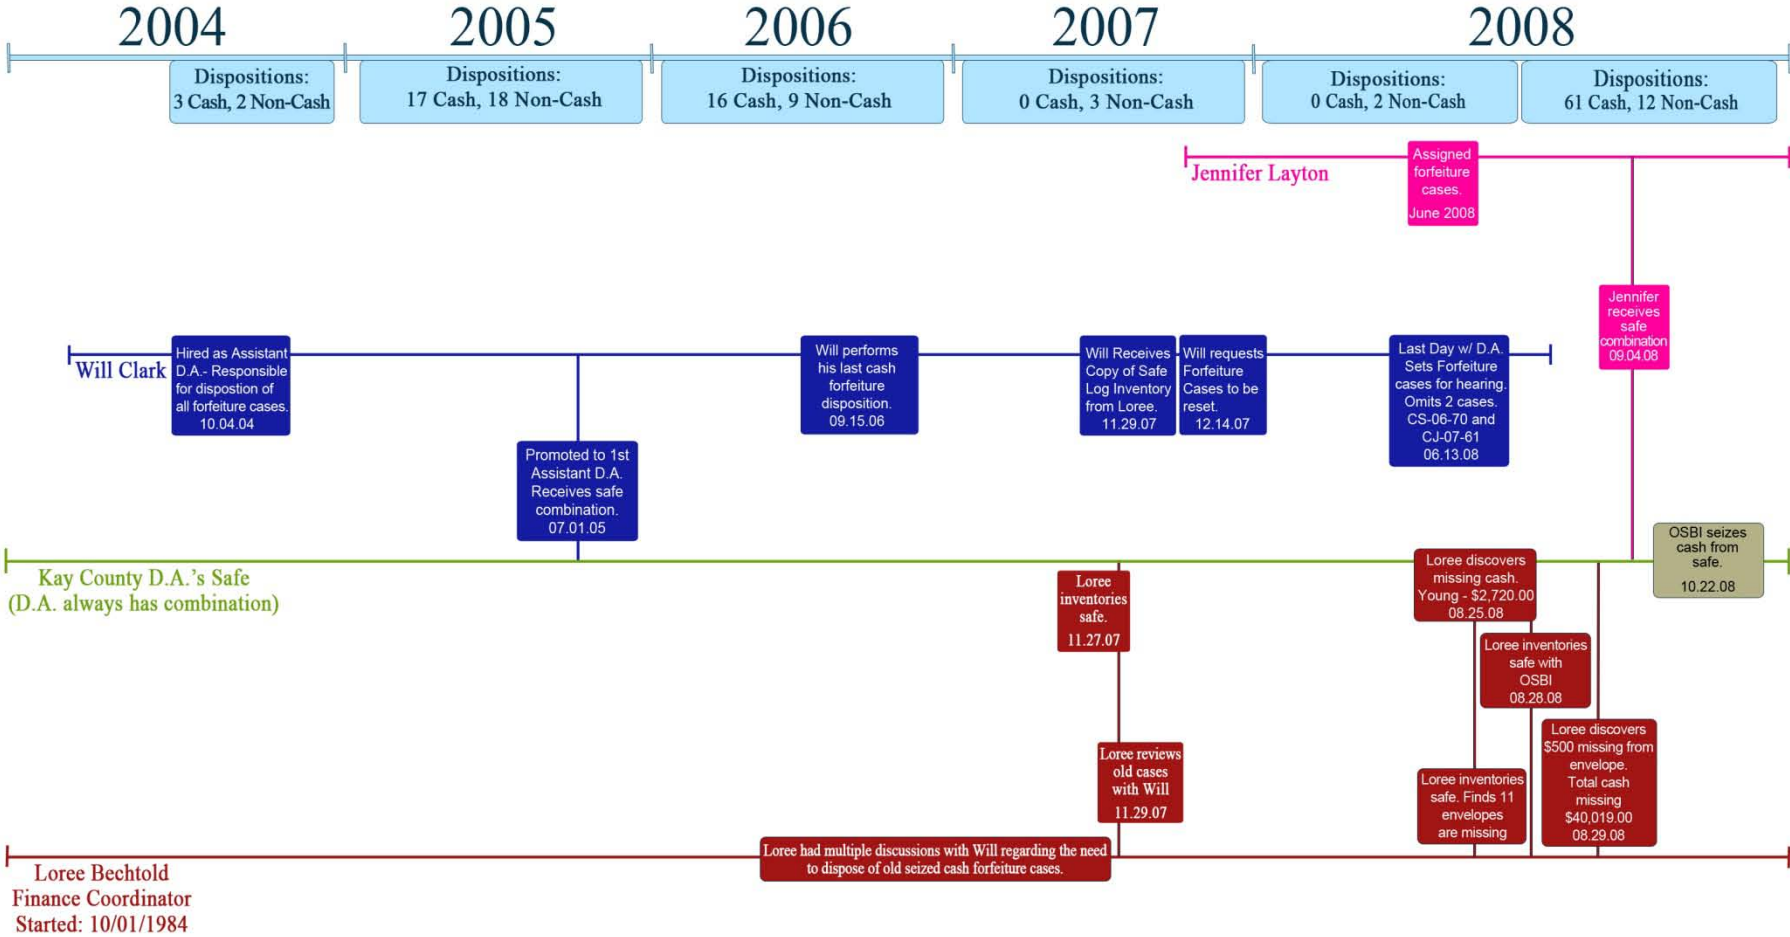 2004
2005
2006
2007
2008
Dispositions:
3 Cash, 2 Non-Cash
Dispositions:
17 Cash, 18 Non-Cash
Dispositions:
16 Cash, 9 Non-Cash
Dispositions:
0 Cash, 3 Non-Cash
Dispositions:
0 Cash, 2 Non-Cash
Dispositions:
61 Cash, 12 Non-Cash
Jennifer Layton
Assigned
forfeiture
cases.
June 2008
Jennifer
receives
safe
combination
09.04.08
Will Clark
Hired as Assistant
D.A.- Responsible
for dispostion of
all forfeiture cases.
10.04.04
Promoted to 1st
Assistant D.A.
Receives safe
combination.
07.01.05
Will performs
his last cash
forfeiture
disposition.
09.15.06
Will Receives
Copy of Safe
Log Inventory
from Loree.
11.29.07
Will requests
Forfeiture
Cases to be
reset.
12.14.07
Last Day w/ D.A.
Sets Forfeiture
cases for hearing.
Omits 2 cases.
CS-06-70 and
CJ-07-61
06.13.08
Kay County D.A.'s Safe
(D.A. always has combination)
OSBI seizes
cash from
safe.
10.22.08
Loree
inventories
safe.
11.27.07
Loree reviews
old cases
with Will
11.29.07
Loree discovers
missing cash.
Young - $2,720.00
08.25.08
Loree inventories
safe with
OSBI
08.28.08
Loree inventories
safe. Finds 11
envelopes
are missing
Loree discovers
$500 missing from
envelope.
Total cash
missing
$40,019.00
08.29.08
Loree had multiple discussions with Will regarding the need
to dispose of old seized cash forfeiture cases.
Loree Bechtold
Finance Coordinator
Started: 10/01/1984